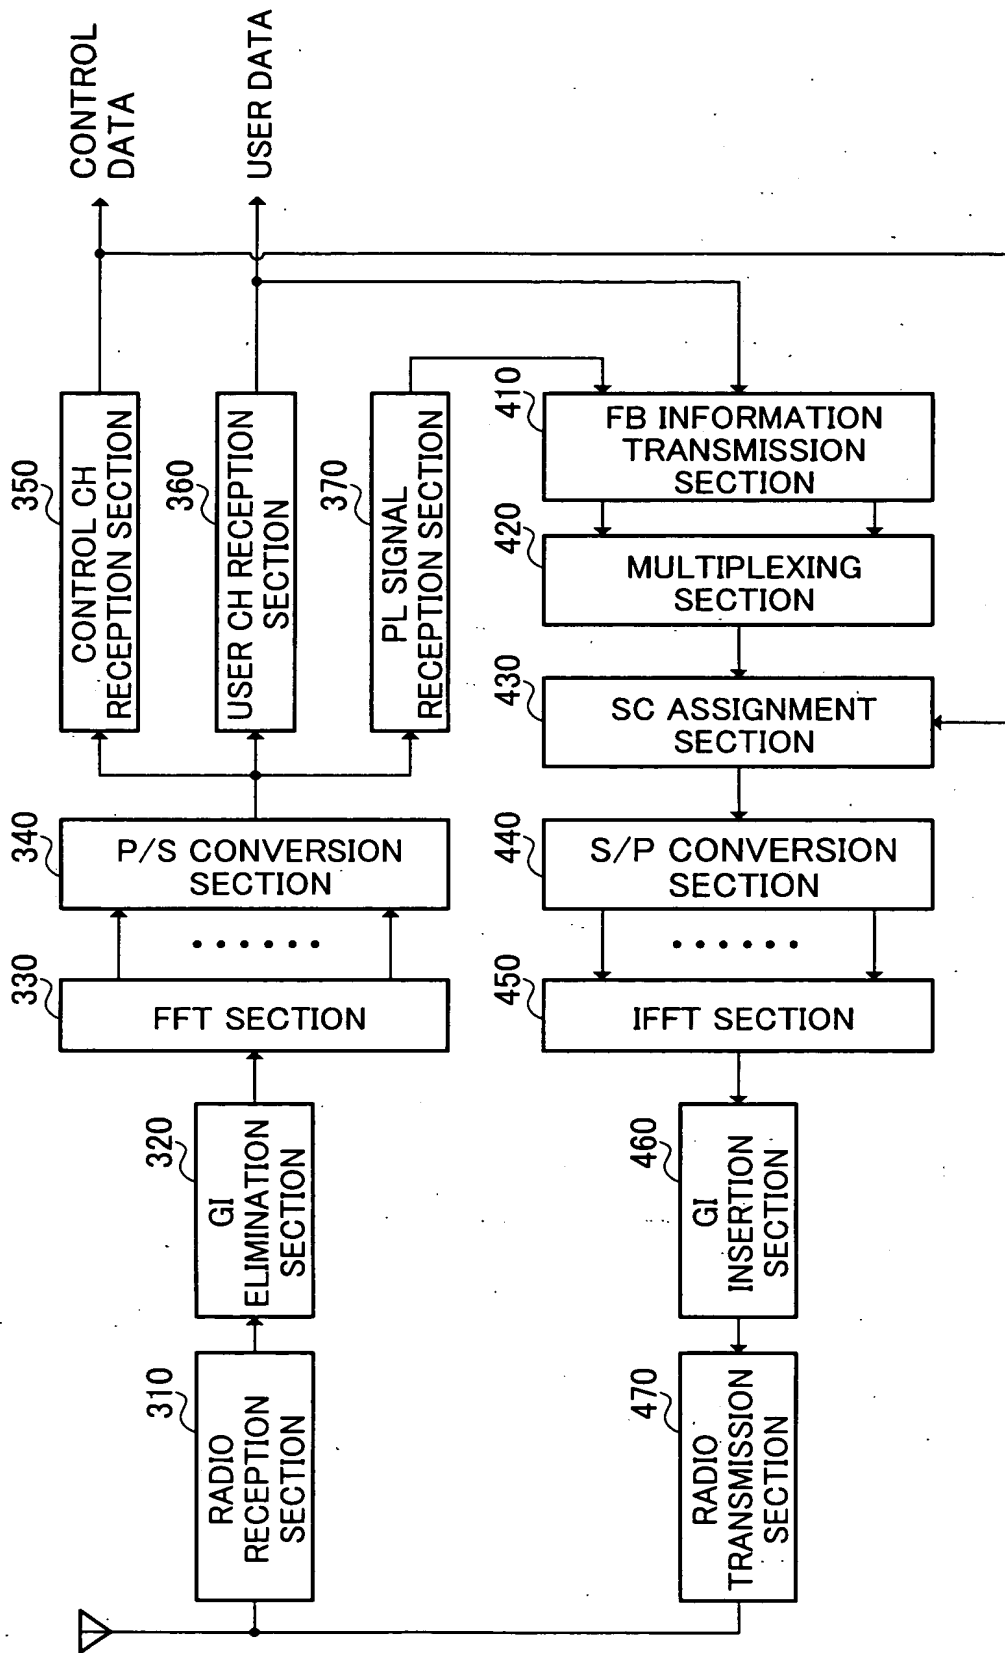 310
RADIO
RECEPTION
SECTION
320
GI
ELIMINATION
SECTION
330
FFT SECTION
340
P/S CONVERSION
SECTION
350
CONTROL CH
RECEPTION SECTION
360
USER CH RECEPTION
SECTION
370
PL SIGNAL
RECEPTION SECTION
CONTROL
DATA
USER DATA
410
FB INFORMATION
TRANSMISSION
SECTION
420
MULTIPLEXING
SECTION
430
SC ASSIGNMENT
SECTION
440
S/P CONVERSION
SECTION
450
IFFT SECTION
460
GI
INSERTION
SECTION
470
RADIO
TRANSMISSION
SECTION